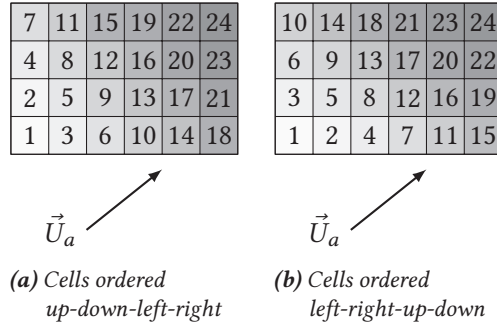 7 11 15 19 22 24
4 8 12 16 20 23
2 5 9 13 17 21
1 3 6 10 14 18
U⃗a
(a) Cells ordered
up-down-left-right
10 14 18 21 23 24
6 9 13 17 20 22
3 5 8 12 16 19
1 2 4 7 11 15
U⃗a
(b) Cells ordered
left-right-up-down